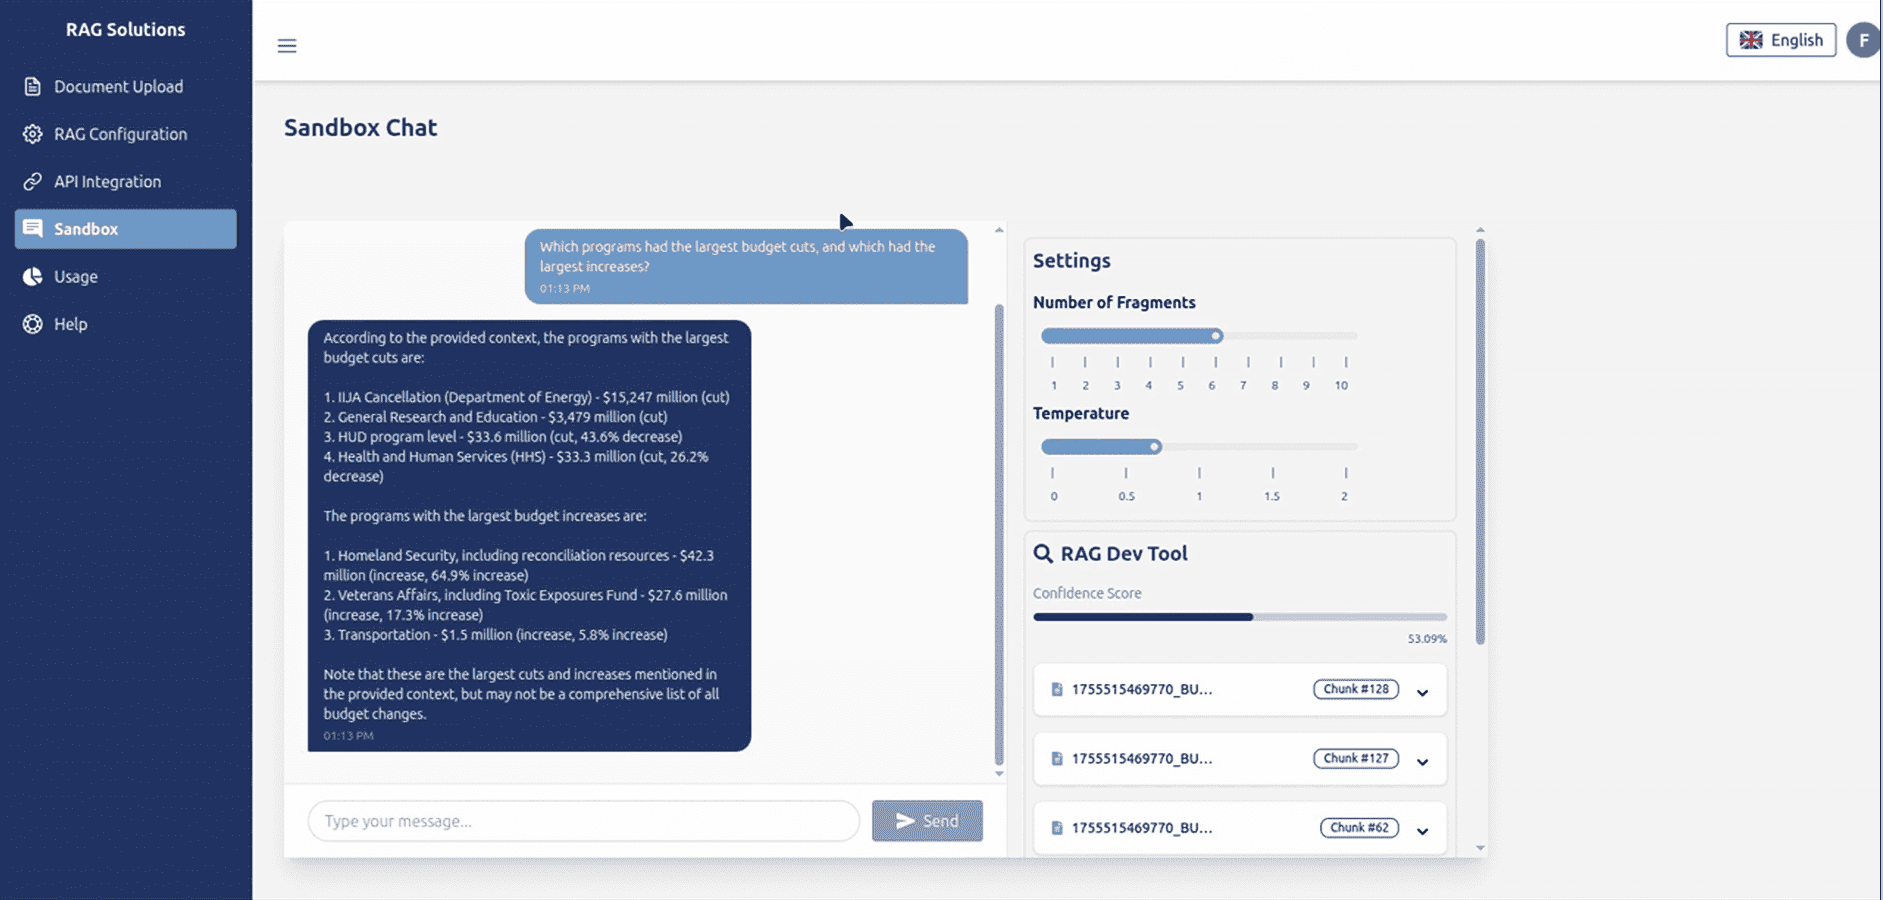 RAG Solutions
Document Upload
RAG Configuration
API Integration
Sandbox
Usage
Help
English
F
Sandbox Chat
Which programs had the largest budget cuts, and which had the
largest increases?
01:13 PM
According to the provided context, the programs with the largest
budget cuts are:
1. IIJA Cancellation (Department of Energy) - $15,247 million (cut)
2. General Research and Education - $3,479 million (cut)
3. HUD program level - $33.6 million (cut, 43.6% decrease)
4. Health and Human Services (HHS) - $33.3 million (cut, 26.2%
decrease)
The programs with the largest budget increases are:
1. Homeland Security, including reconciliation resources - $42.3
million (increase, 64.9% increase)
2. Veterans Affairs, including Toxic Exposures Fund - $27.6 million
(increase, 17.3% increase)
3. Transportation - $1.5 million (increase, 5.8% increase)
Note that these are the largest cuts and increases mentioned in
the provided context, but may not be a comprehensive list of all
budget changes.
01:13 PM
Type your message...
Send
Settings
Number of Fragments
1 2 3 4 5 6 7 8 9 10
Temperature
0 0.5 1 1.5 2
RAG Dev Tool
Confidence Score
53.09%
1755515469770_BU... Chunk #128
1755515469770_BU... Chunk #127
1755515469770_BU... Chunk #62